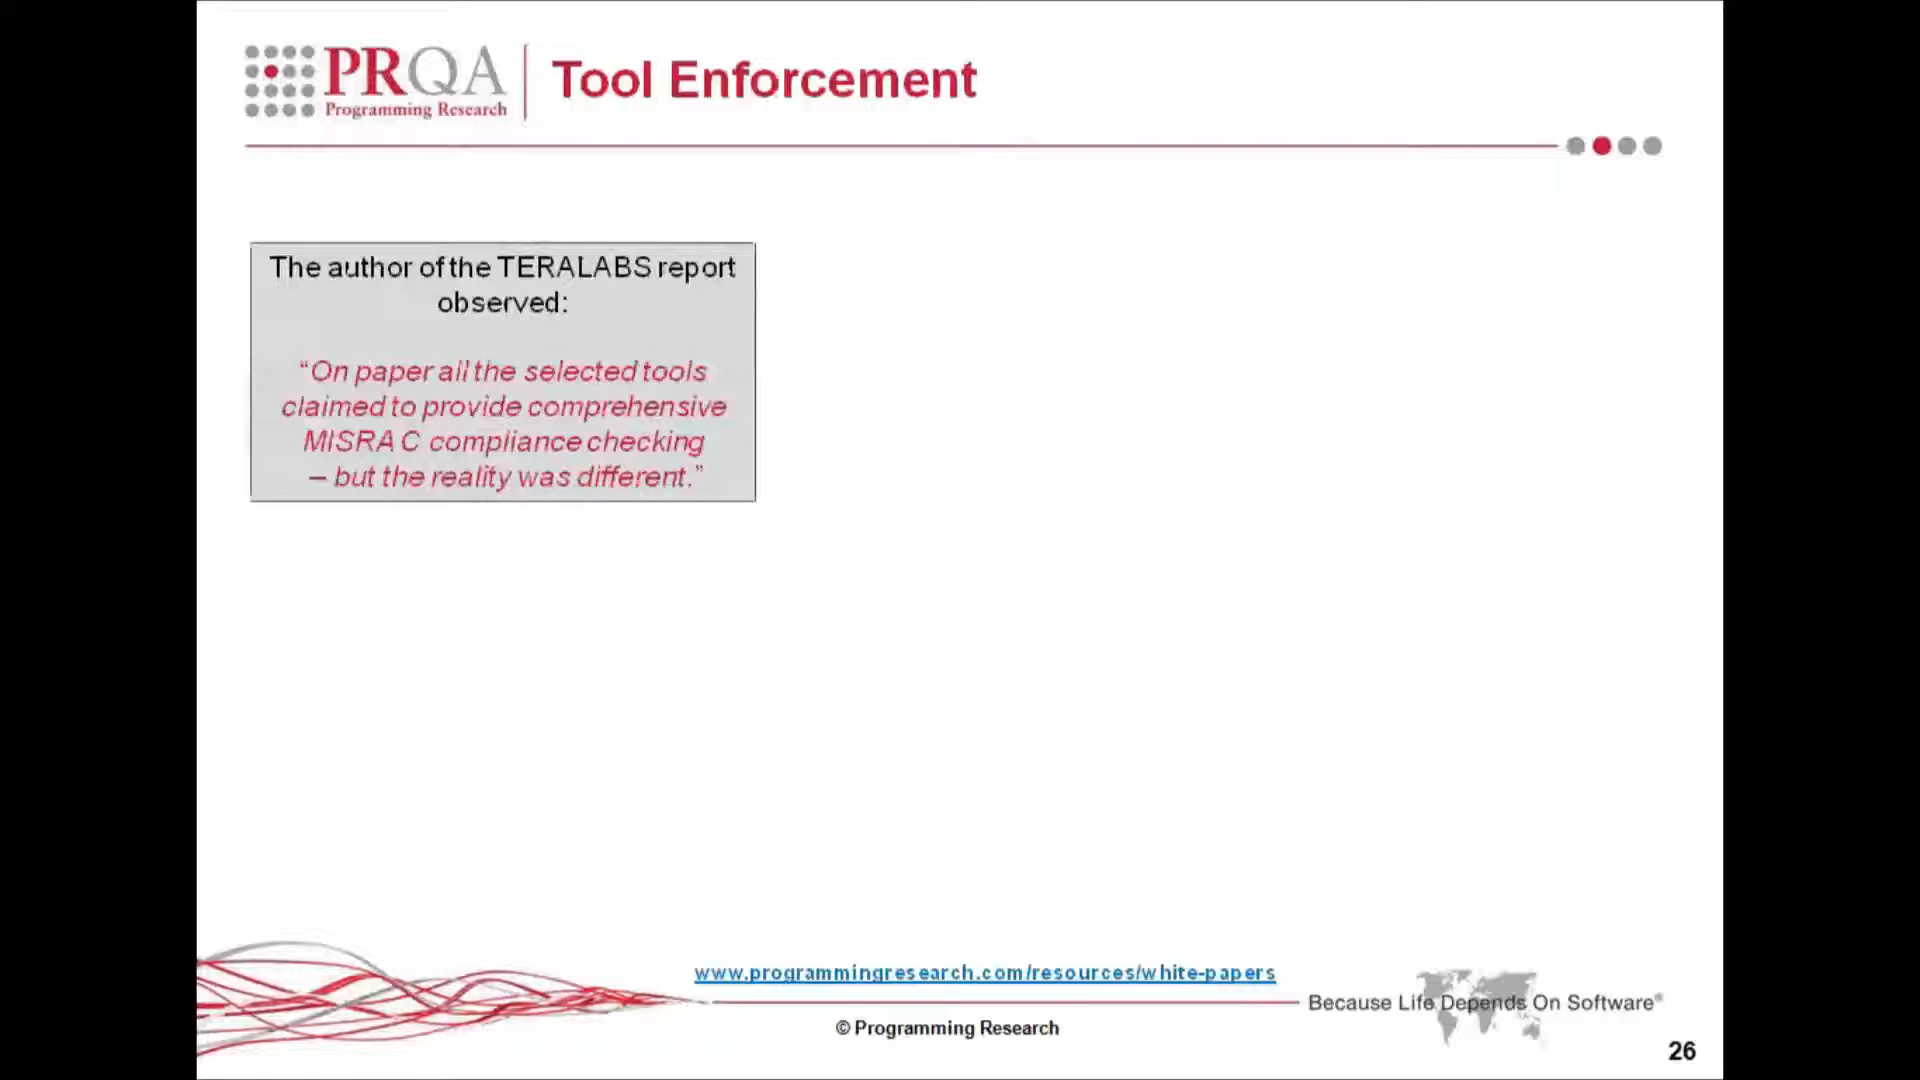 PRQA
Programming Research
Tool Enforcement
The author of the TERALABS report
observed:
“On paper all the selected tools
claimed to provide comprehensive
MISRA C compliance checking
– but the reality was different.”
www.programmingresearch.com/resources/white-papers
Because Life Depends On Software®
© Programming Research
26